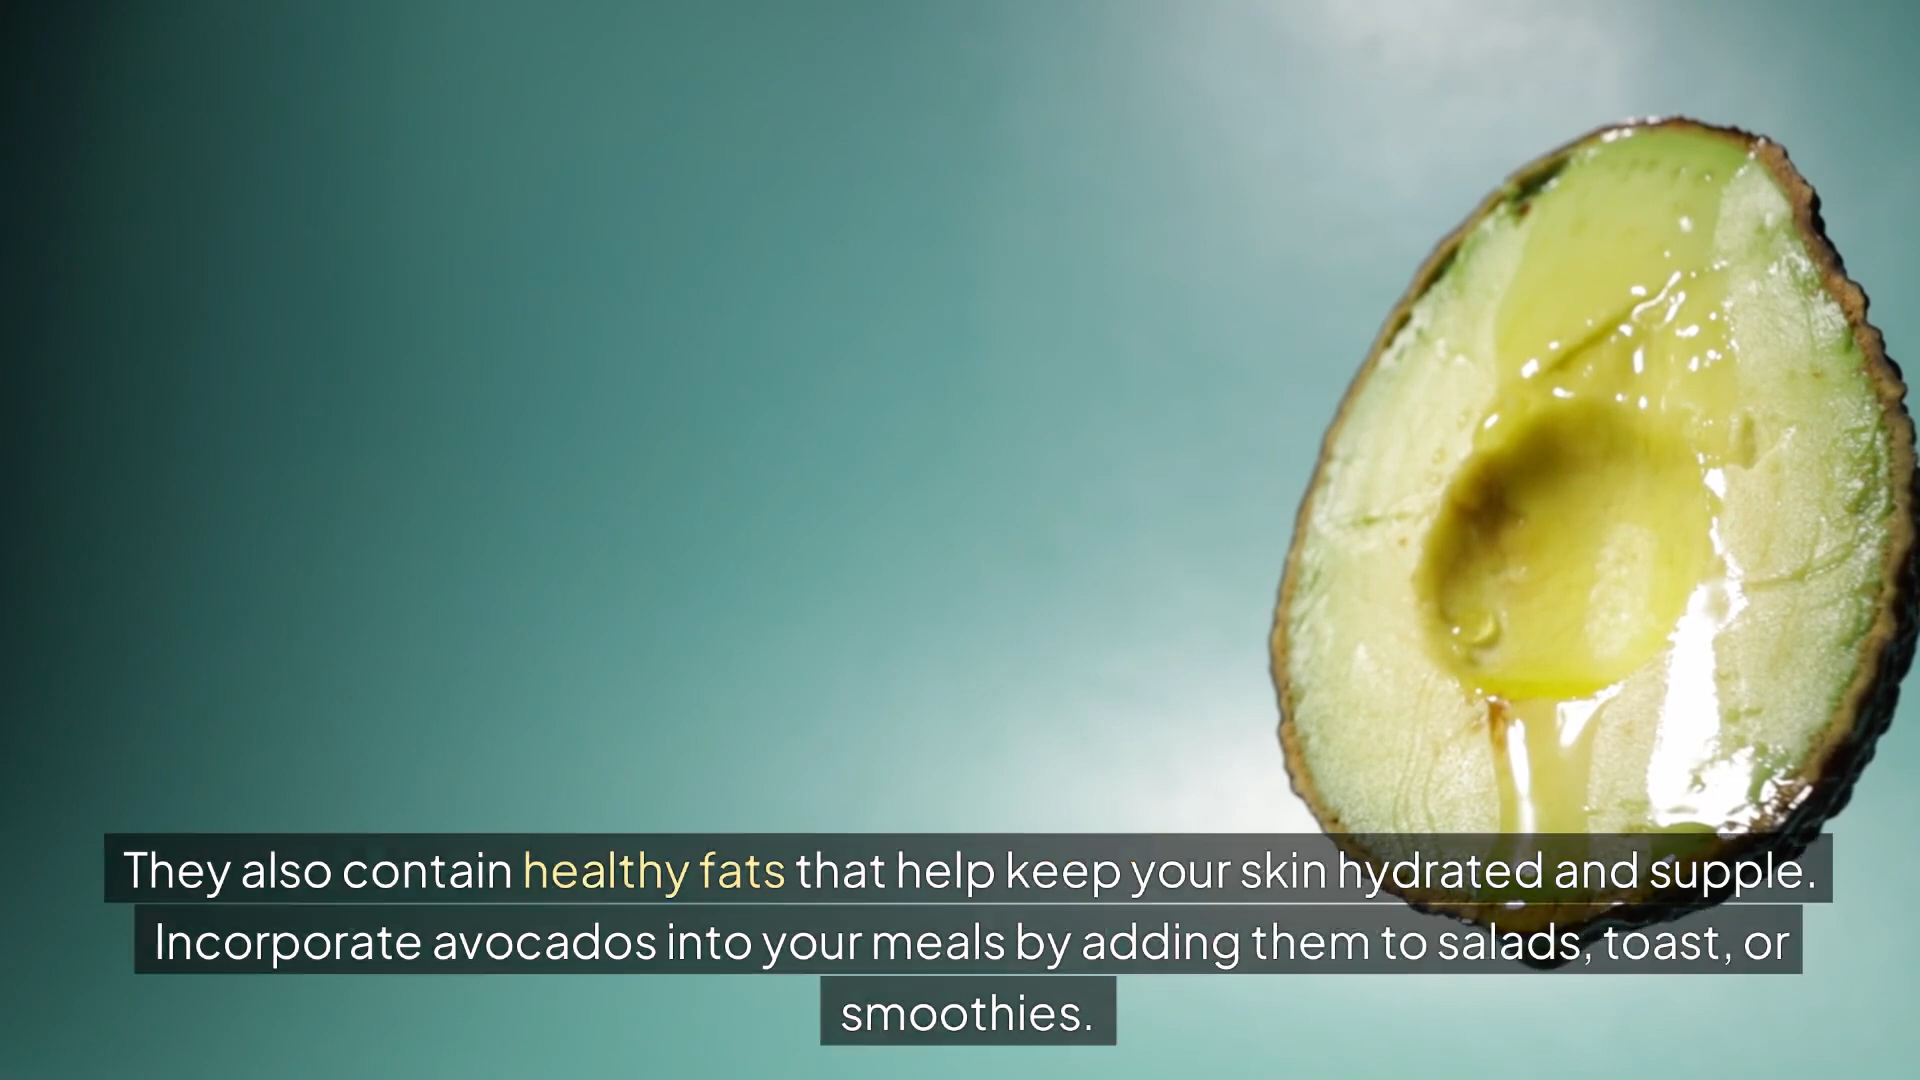 They also contain healthy fats that help keep your skin hydrated and supple.
Incorporate avocados into your meals by adding them to salads, toast, or
smoothies.